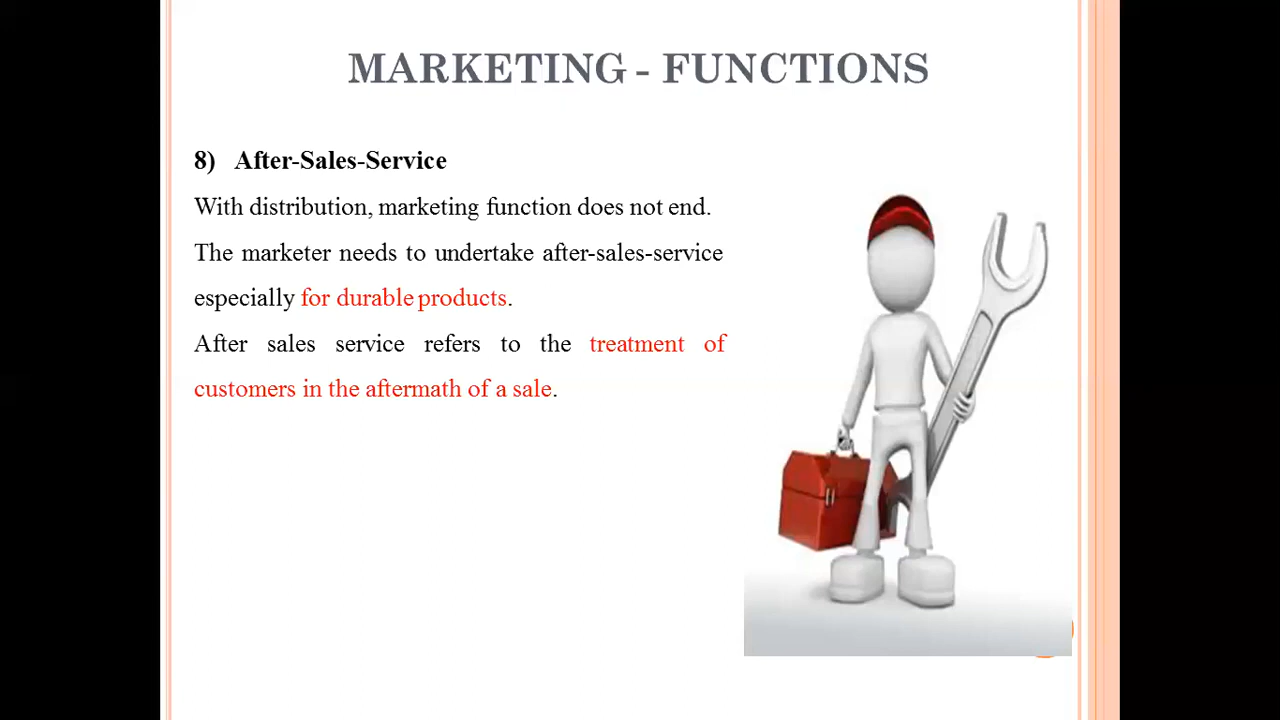 MARKETING - FUNCTIONS
8) After-Sales-Service
With distribution, marketing function does not end.
The marketer needs to undertake after-sales-service
especially for durable products.
After sales service refers to the treatment of
customers in the aftermath of a sale.